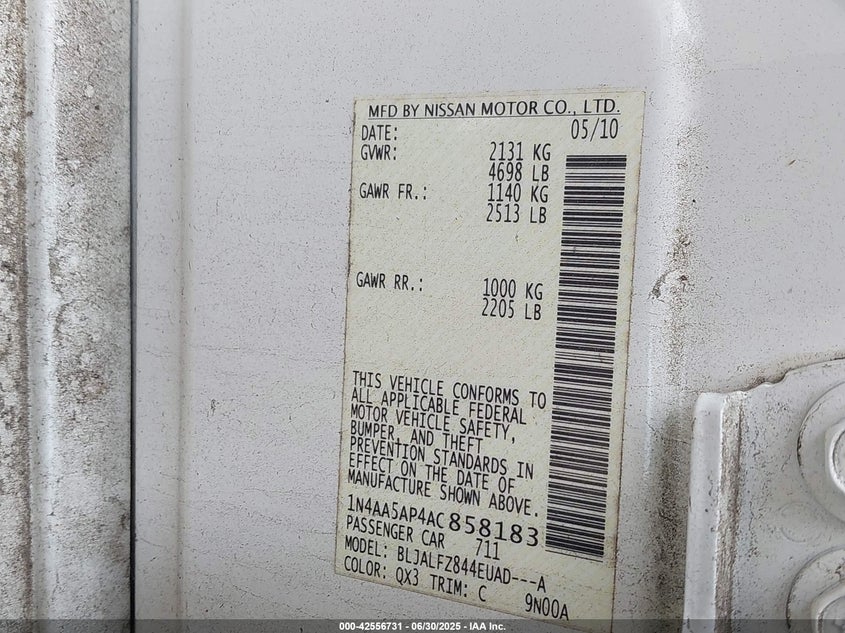 MFD BY NISSAN MOTOR CO., LTD.
DATE: 05/10
GVWR: 2131 KG
4698 LB
GAWR FR.: 1140 KG
2513 LB
GAWR RR.: 1000 KG
2205 LB
THIS VEHICLE CONFORMS TO
ALL APPLICABLE FEDERAL
MOTOR VEHICLE SAFETY,
BUMPER, AND THEFT
PREVENTION STANDARDS IN
EFFECT ON THE DATE OF
MANUFACTURE SHOWN ABOVE.
1N4AA5AP4AC858183
PASSENGER CAR 711
MODEL: BLJALFZ844EUAD---A
COLOR: QX3 TRIM: C 9N00A
000-42556731 - 06/30/2025 - IAA Inc.